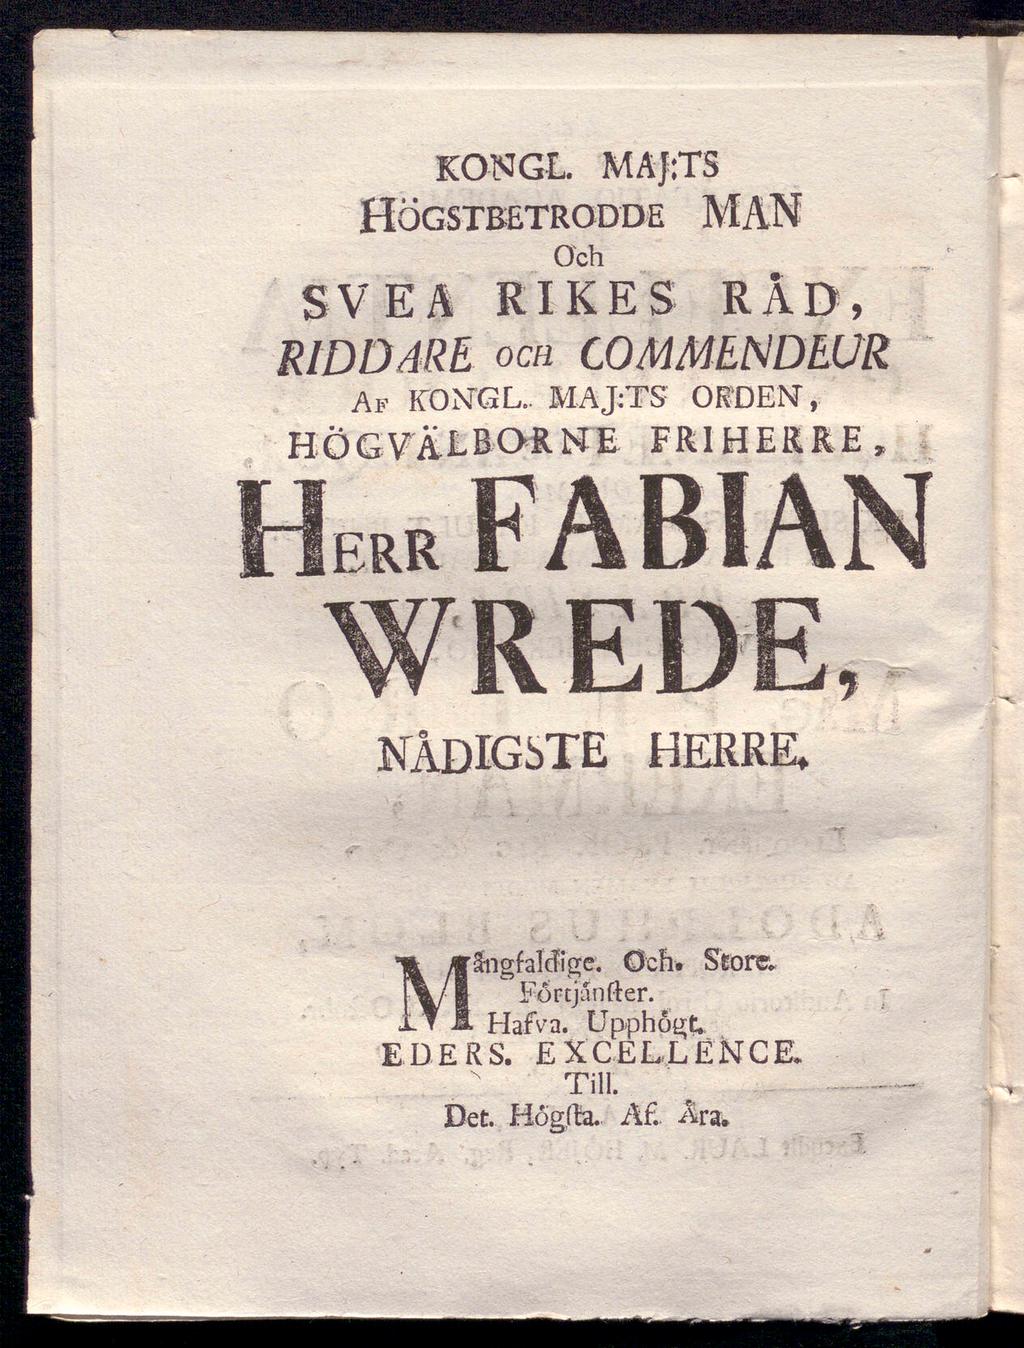 KONGL. MAJ:TS
HÖGSTBETRODDE MAN
Och
SVEA RIKES RÅD,
RIDDARE OCH COMMENDEUR
AF KONGL. MAJ:TS ORDEN,
HÖGVÄLBORNE FRIHERRE,
HERR FABIAN
WREDE,
NÅDIGSTE HERRE.
Mångfaldige. Och. Store.
Förtjänſter.
Hafva. Upphögt.
EDERS. EXCELLENCE.
Till.
Det. Högſta. Af. Ära.